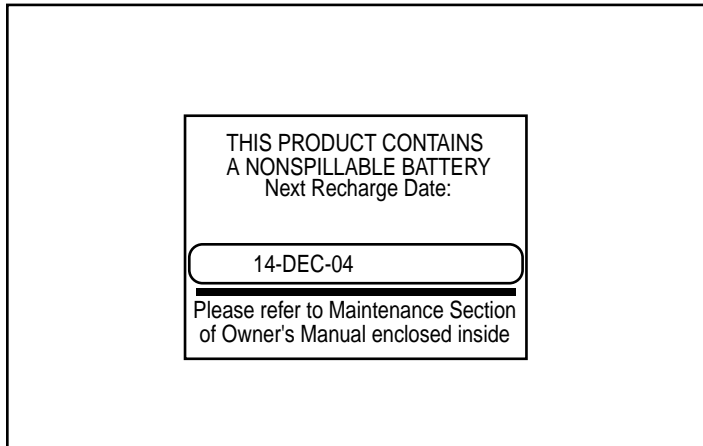 THIS PRODUCT CONTAINS
A NONSPILLABLE BATTERY
Next Recharge Date:
14-DEC-04
Please refer to Maintenance Section
of Owner's Manual enclosed inside